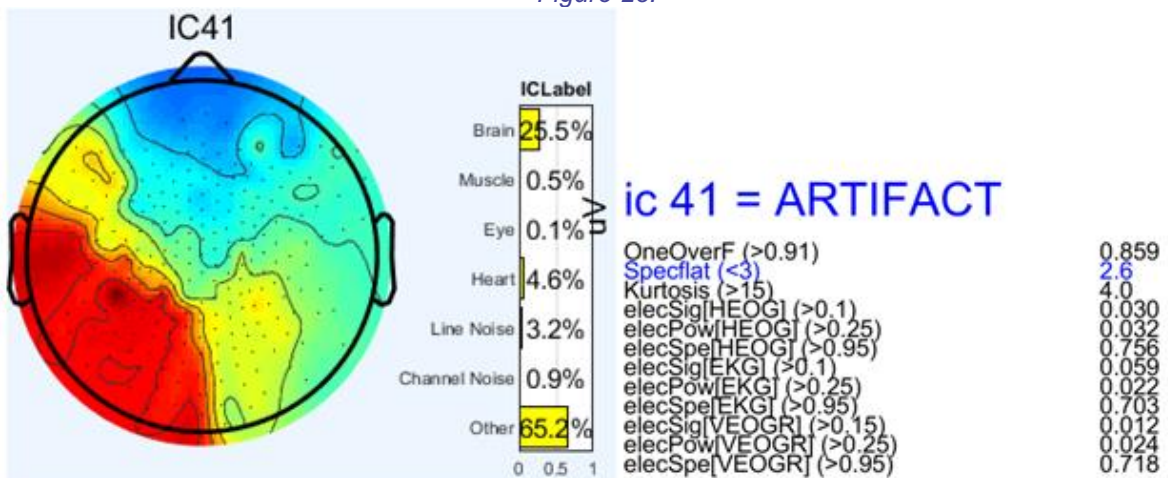 IC41
ICLabel
Brain 25.5%
Muscle 0.5%
Eye 0.1%
Heart 4.6%
Line Noise 3.2%
Channel Noise 0.9%
Other 65.2%
0 0.5 1
ic 41 = ARTIFACT
OneOverF (>0.91) 0.859
Specflat (<3) 2.6
Kurtosis (>15) 4.0
elecSig[HEOG] (>0.1) 0.030
elecPow[HEOG] (>0.25) 0.032
elecSpe[HEOG] (>0.95) 0.756
elecSig[EKG] (>0.1) 0.059
elecPow[EKG] (>0.25) 0.022
elecSpe[EKG] (>0.95) 0.703
elecSig[VEOGR] (>0.15) 0.012
elecPow[VEOGR] (>0.25) 0.024
elecSpe[VEOGR] (>0.95) 0.718